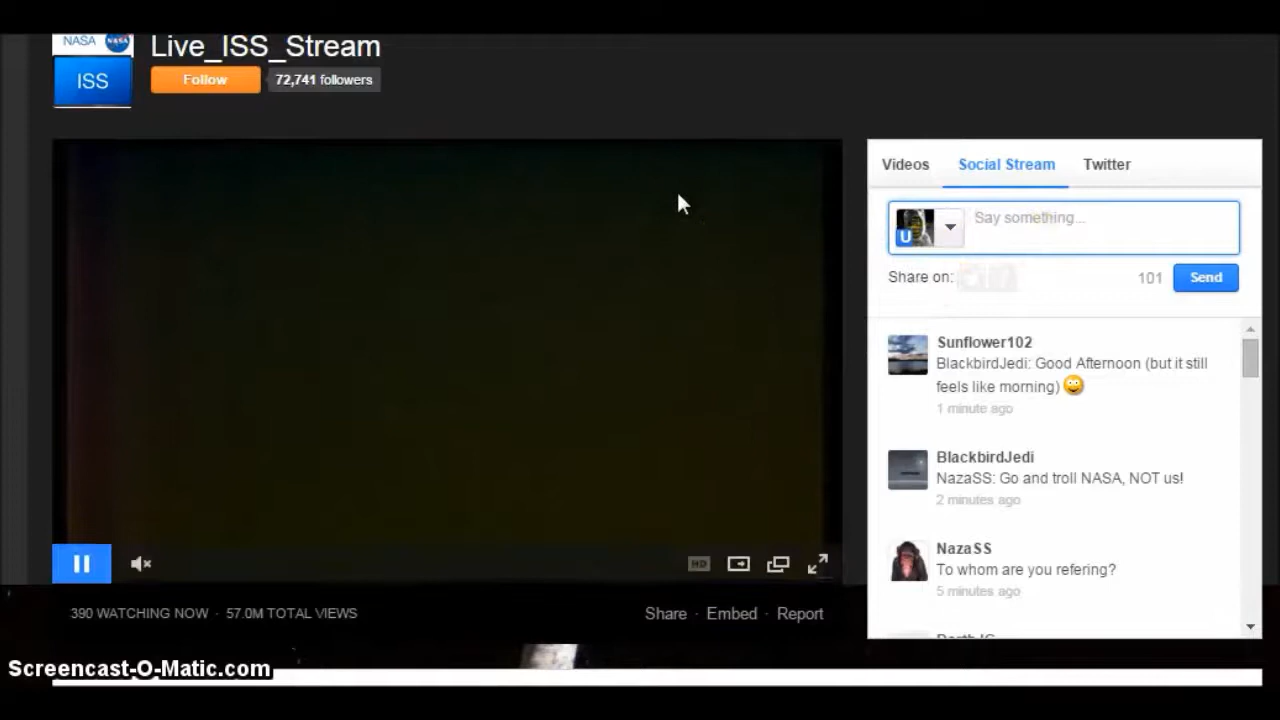 NASA NASA
Live_ISS_Stream
ISS
Follow
72,741 followers
Videos
Social Stream
Twitter
U
Say something...
Share on:
101
Send
Sunflower102
BlackbirdJedi: Good Afternoon (but it still
feels like morning)
1 minute ago
BlackbirdJedi
NazaSS: Go and troll NASA, NOT us!
2 minutes ago
NazaSS
To whom are you refering?
5 minutes ago
HD
390 WATCHING NOW · 57.0M TOTAL VIEWS
Share · Embed · Report
Screencast-O-Matic.com